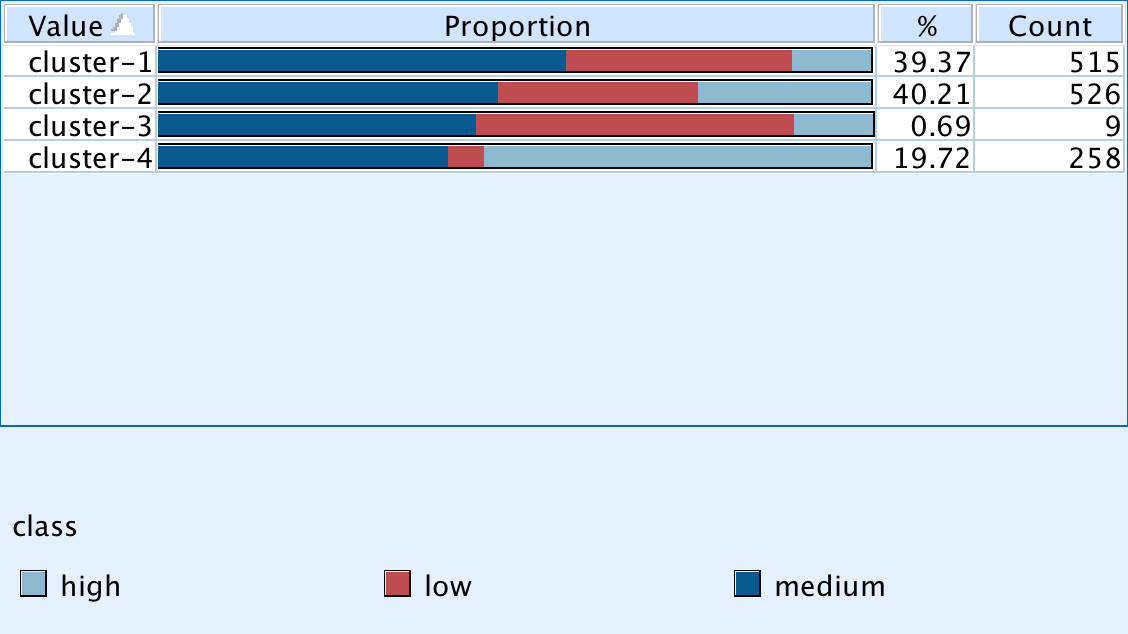 Value Proportion % Count
cluster-1 39.37 515
cluster-2 40.21 526
cluster-3 0.69 9
cluster-4 19.72 258
class
high low medium